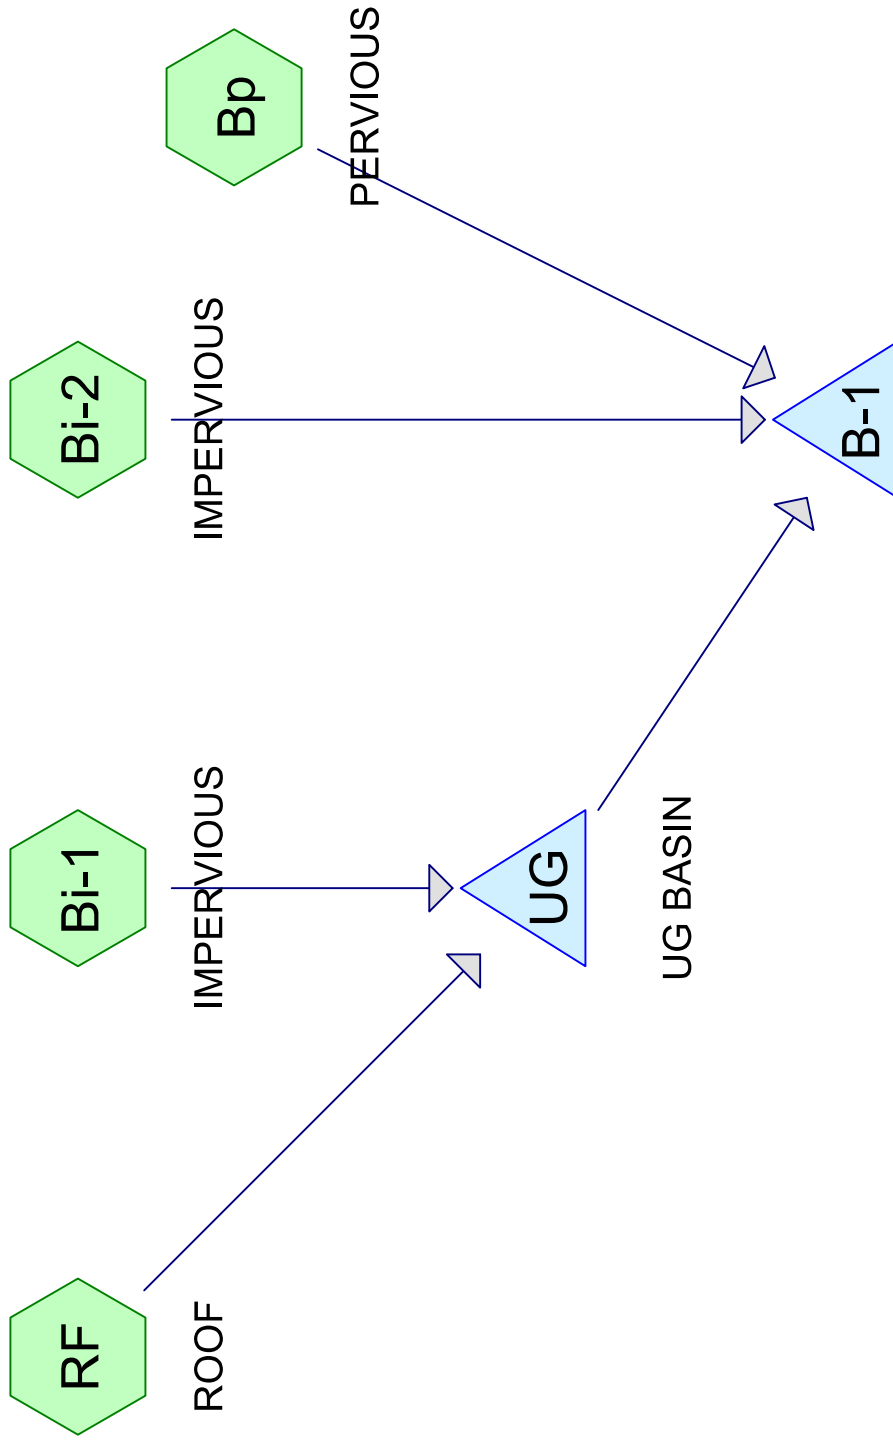 RF
ROOF
Bi-1
IMPERVIOUS
Bi-2
IMPERVIOUS
Bp
PERVIOUS
UG
UG BASIN
B-1